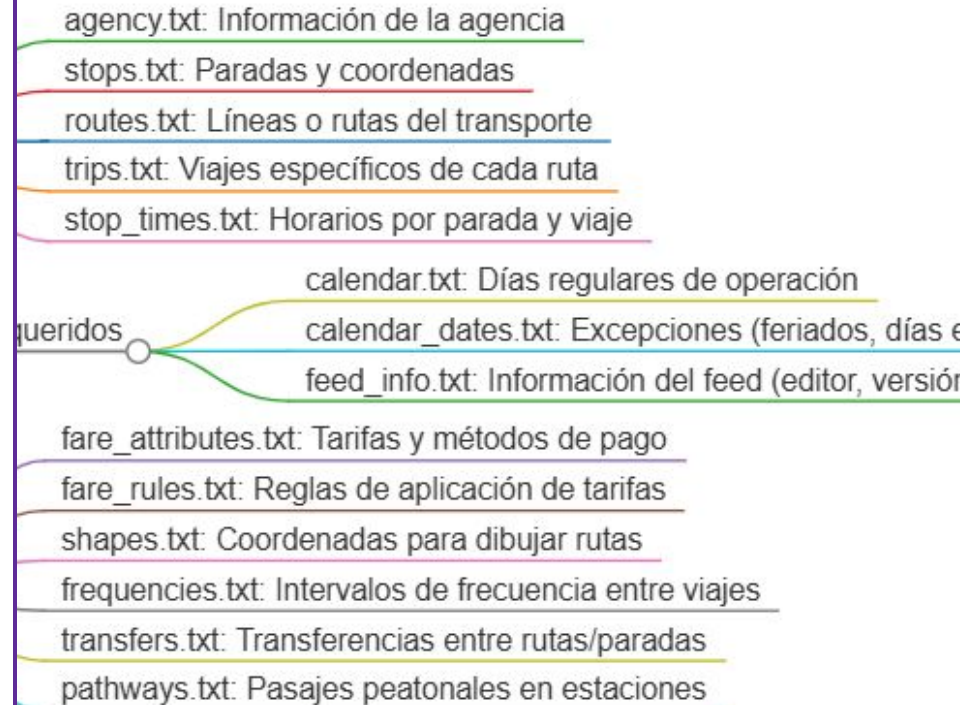 agency.txt: Información de la agencia
stops.txt: Paradas y coordenadas
routes.txt: Líneas o rutas del transporte
trips.txt: Viajes específicos de cada ruta
stop_times.txt: Horarios por parada y viaje
calendar.txt: Días regulares de operación
queridos
calendar_dates.txt: Excepciones (feriados, días e
feed_info.txt: Información del feed (editor, versión
fare_attributes.txt: Tarifas y métodos de pago
fare_rules.txt: Reglas de aplicación de tarifas
shapes.txt: Coordenadas para dibujar rutas
frequencies.txt: Intervalos de frecuencia entre viajes
transfers.txt: Transferencias entre rutas/paradas
pathways.txt: Pasajes peatonales en estaciones